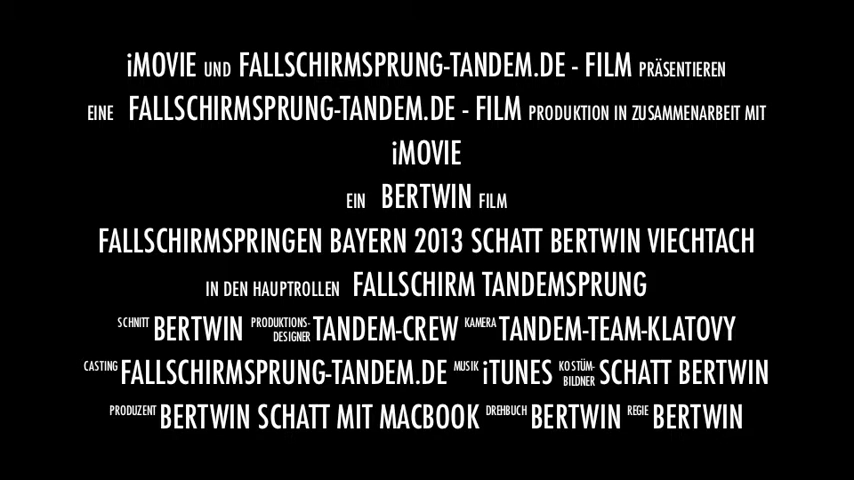 iMOVIE UND FALLSCHIRMSPRUNG-TANDEM.DE - FILM PRÄSENTIEREN
EINE FALLSCHIRMSPRUNG-TANDEM.DE - FILM PRODUKTION IN ZUSAMMENARBEIT MIT
iMOVIE
EIN BERTWIN FILM
FALLSCHIRMSPRINGEN BAYERN 2013 SCHATT BERTWIN VIECHTACH
IN DEN HAUPTROLLEN FALLSCHIRM TANDEMSPRUNG
SCHNITT BERTWIN PRODUKTIONS-DESIGNER TANDEM-CREW KAMERA TANDEM-TEAM-KLATOVY
CASTING FALLSCHIRMSPRUNG-TANDEM.DE MUSIK iTUNES KOSTÜM-BILDNER SCHATT BERTWIN
PRODUZENT BERTWIN SCHATT MIT MACBOOK DREHBUCH BERTWIN REGIE BERTWIN